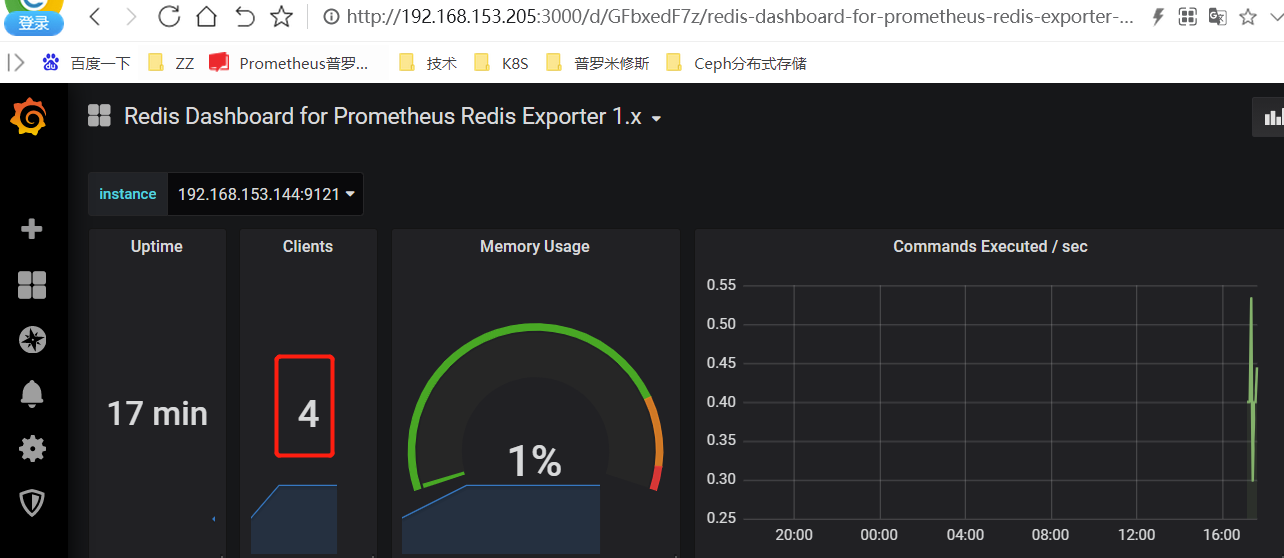 登录
http://192.168.153.205:3000/d/GFbxedF7z/redis-dashboard-for-prometheus-redis-exporter-...
百度一下 ZZ Prometheus普罗... 技术 K8S 普罗米修斯 Ceph分布式存储
Redis Dashboard for Prometheus Redis Exporter 1.x
instance 192.168.153.144:9121
Uptime
17 min
Clients
4
Memory Usage
1%
Commands Executed / sec
0.55
0.50
0.45
0.40
0.35
0.30
0.25
20:00 00:00 04:00 08:00 12:00 16:00